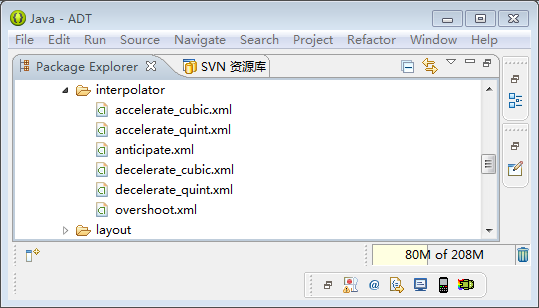 Java - ADT
File Edit Run Source Navigate Search Project Refactor Window Help
Package Explorer SVN 资源库
interpolator
accelerate_cubic.xml
accelerate_quint.xml
anticipate.xml
decelerate_cubic.xml
decelerate_quint.xml
overshoot.xml
layout
80M of 208M